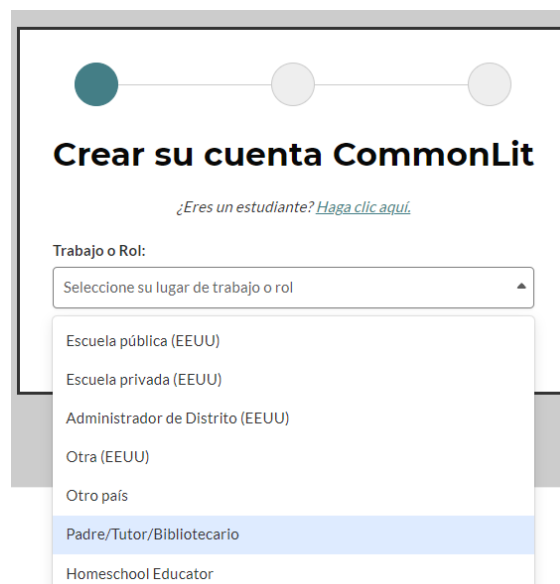 Crear su cuenta CommonLit
¿Eres un estudiante? Haga clic aquí.
Trabajo o Rol:
Seleccione su lugar de trabajo o rol
Escuela pública (EEUU)
Escuela privada (EEUU)
Administrador de Distrito (EEUU)
Otra (EEUU)
Otro país
Padre/Tutor/Bibliotecario
Homeschool Educator